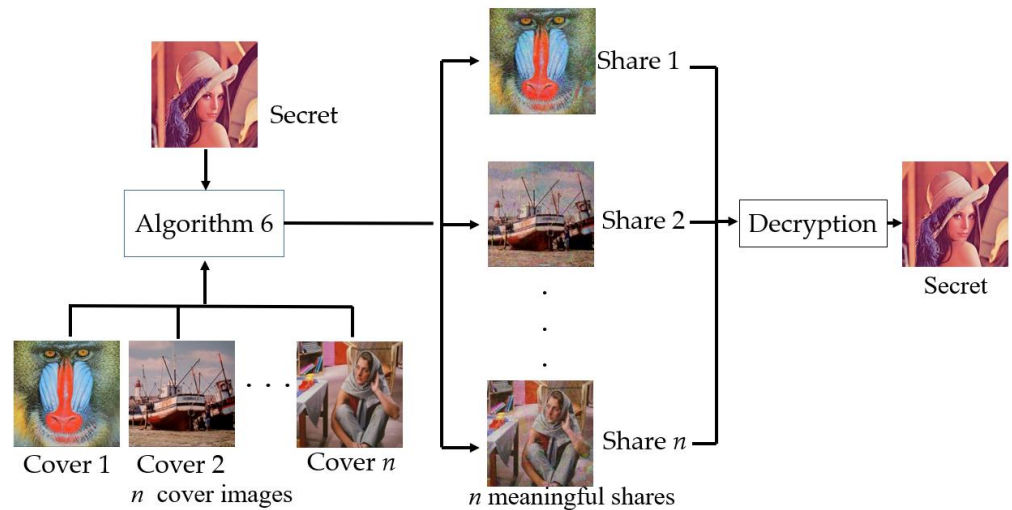 Secret
Algorithm 6
Cover 1
Cover 2
. . .
Cover n
n cover images
Share 1
Share 2
.
.
.
Share n
n meaningful shares
Decryption
Secret